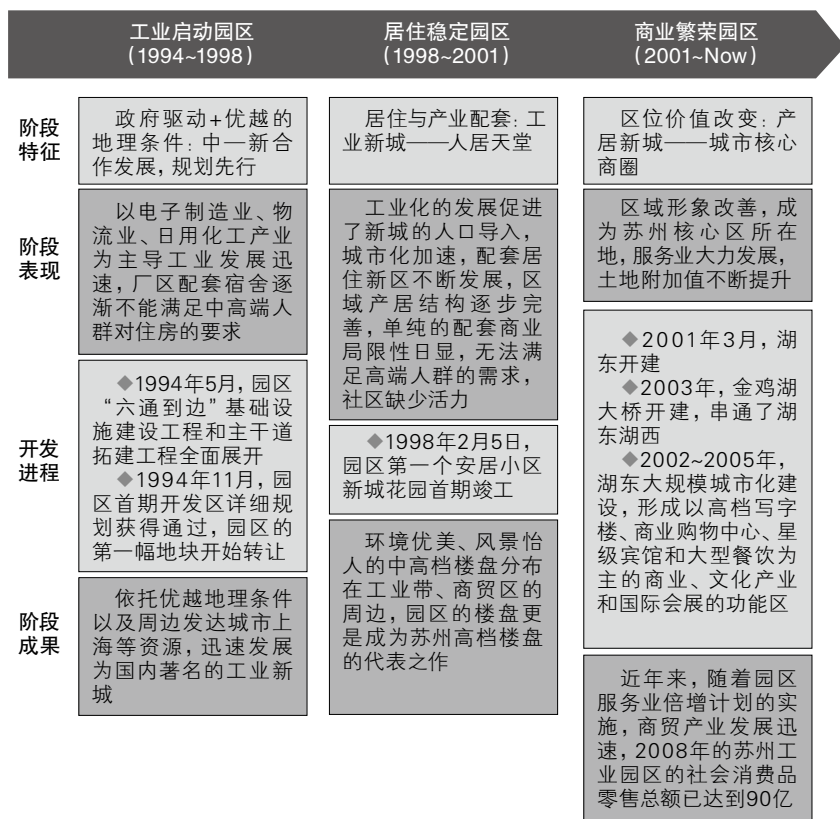 工业启动园区
（1994~1998）
居住稳定园区
（1998~2001）
商业繁荣园区
（2001~Now）
阶段
特征
政府驱动+优越的
地理条件：中—新合
作发展，规划先行
居住与产业配套：工
业新城——人居天堂
区位价值改变：产
居新城——城市核心
商圈
阶段
表现
以电子制造业、物
流业、日用化工产业
为主导工业发展迅
速，厂区配套宿舍逐
渐不能满足中高端人
群对住房的要求
工业化的发展促进
了新城的人口导入，
城市化加速，配套居
住新区不断发展，区
域产居结构逐步完
善，单纯的配套商业
局限性日显，无法满
足高端人群的需求，
社区缺少活力
区域形象改善，成
为苏州核心区所在
地，服务业大力发展，
土地附加值不断提升
开发
进程
◆1994年5月，园区
“六通到边”基础设
施建设工程和主干道
拓建工程全面展开
◆1994年11月，园
区首期开发区详细规
划获得通过，园区的
第一幅地块开始转让
◆1998年2月5日，
园区第一个安居小区
新城花园首期竣工
◆2001年3月，湖
东开建
◆2003年，金鸡湖
大桥开建，串通了湖
东湖西
◆2002~2005年，
湖东大规模城市化建
设，形成以高档写字
楼、商业购物中心、星
级宾馆和大型餐饮为
主的商业、文化产业
和国际会展的功能区
阶段
成果
依托优越地理条件
以及周边发达城市上
海等资源，迅速发展
为国内著名的工业新
城
环境优美、风景怡
人的中高档楼盘分布
在工业带、商贸区的
周边，园区的楼盘更
是成为苏州高档楼盘
的代表之作
近年来，随着园区
服务业倍增计划的实
施，商贸产业发展迅
速，2008年的苏州工
业园区的社会消费品
零售总额已达到90亿